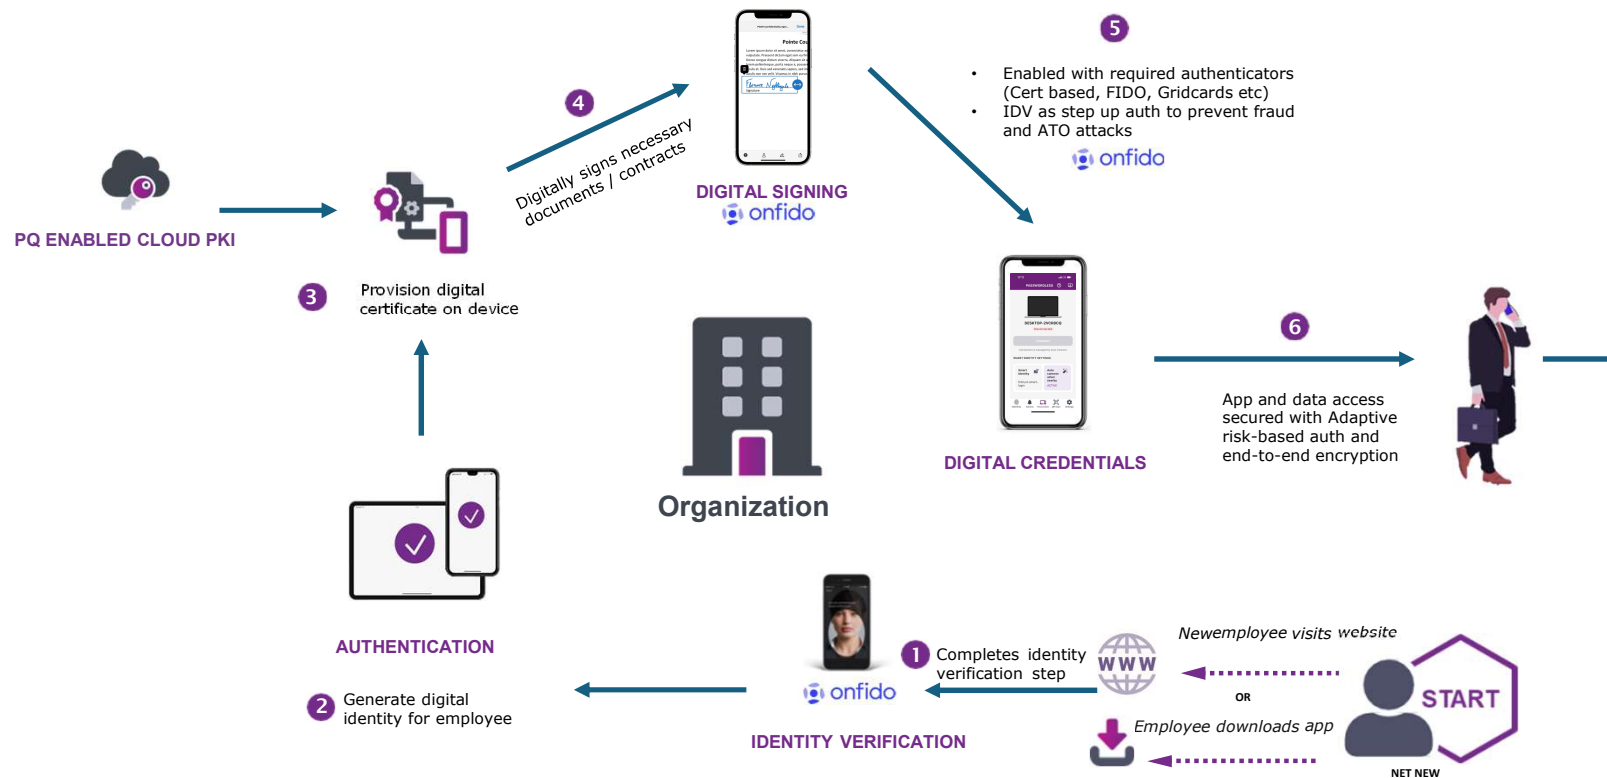 5
Enabled with required authenticators
(Cert based, FIDO, Gridcards etc)
IDV as step up auth to prevent fraud
and ATO attacks
onfido
Pointe Cou
Signature
4
Digitally signs necessary
documents / contracts
DIGITAL SIGNING
onfido
PQ ENABLED CLOUD PKI
3
Provision digital
certificate on device
PASSWORDLESS
6
App and data access
secured with Adaptive
risk-based auth and
end-to-end encryption
DIGITAL CREDENTIALS
Organization
AUTHENTICATION
2
Generate digital
identity for employee
1
Completes identity
verification step
onfido
IDENTITY VERIFICATION
WWW
Newemployee visits website
OR
Employee downloads app
START
NET NEW